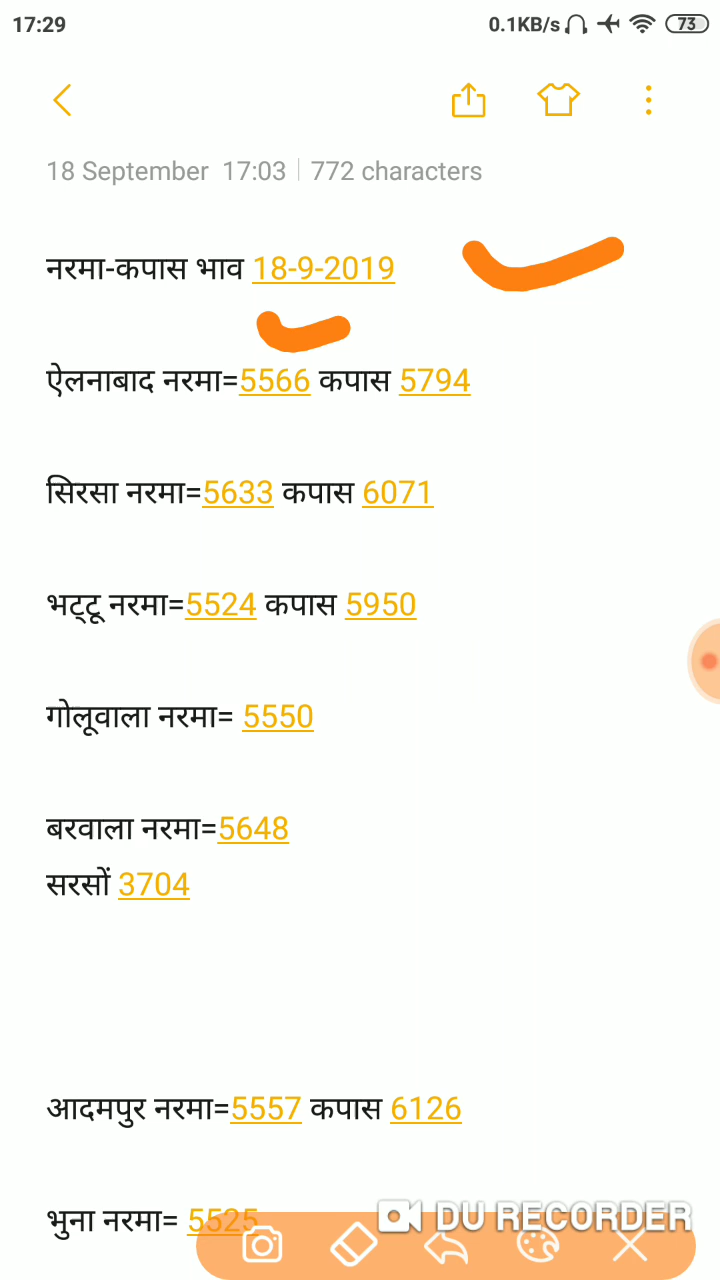 17:29 0.1KB/s 73
18 September 17:03 | 772 characters
नरमा-कपास भाव 18-9-2019
ऐलनाबाद नरमा=5566 कपास 5794
सिरसा नरमा=5633 कपास 6071
भट्टू नरमा=5524 कपास 5950
गोलूवाला नरमा= 5550
बरवाला नरमा=5648
सरसों 3704
आदमपुर नरमा=5557 कपास 6126
भुना नरमा= 5525
DU RECORDER